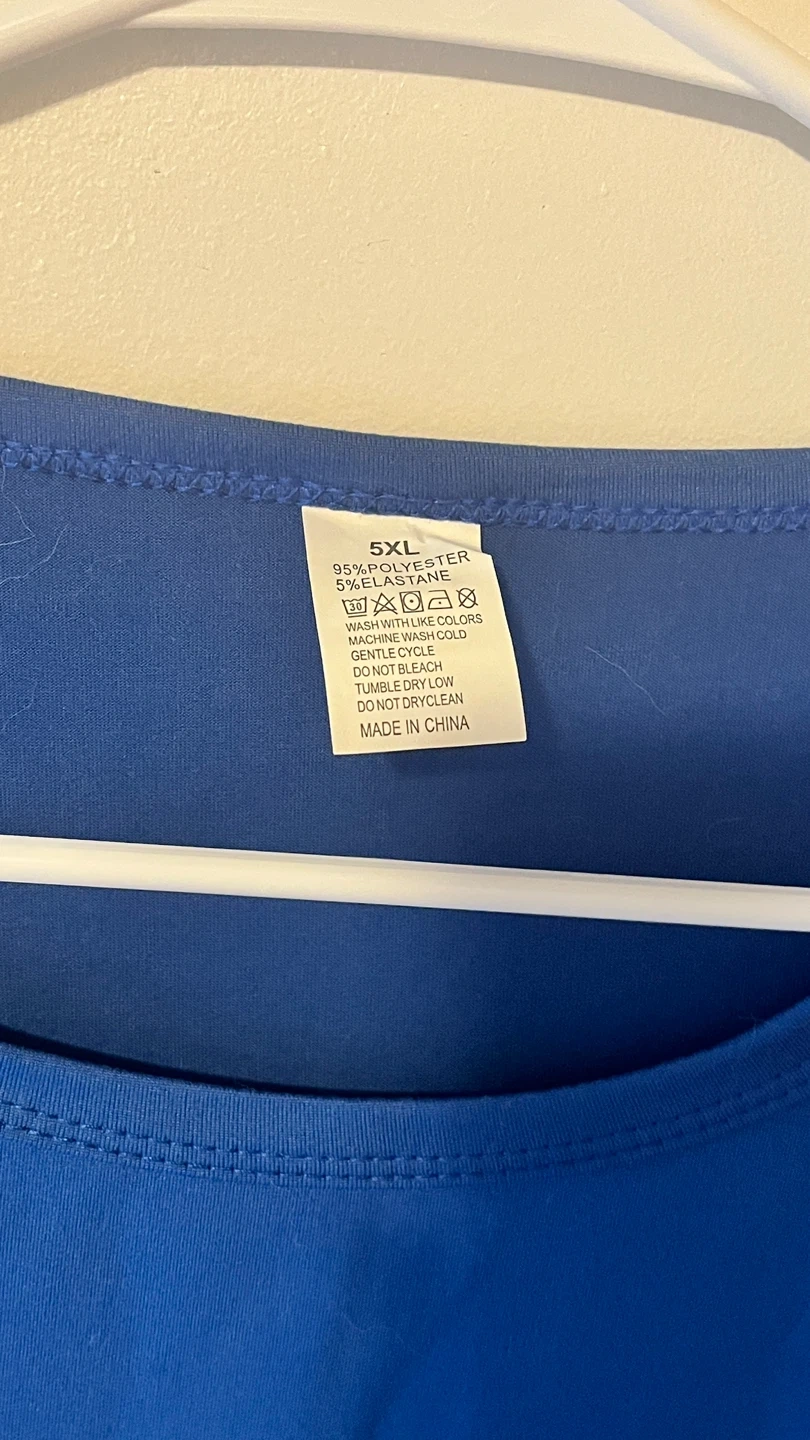 5XL
95%POLYESTER
5%ELASTANE
30
WASH WITH LIKE COLORS
MACHINE WASH COLD
GENTLE CYCLE
DO NOT BLEACH
TUMBLE DRY LOW
DO NOT DRYCLEAN
MADE IN CHINA